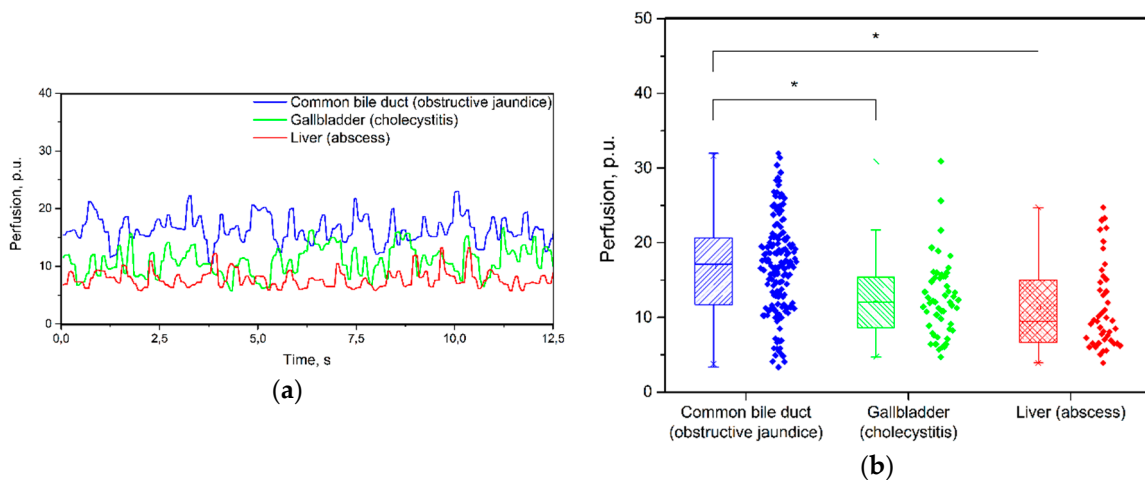 40
30
20
10
0
Perfusion, p.u.
Common bile duct (obstructive jaundice)
Gallbladder (cholecystitis)
Liver (abscess)
0,0 2,5 5,0 7,5 10,0 12,5
Time, s
(a)
50
40
30
20
10
0
Perfusion, p.u.
*
*
Common bile duct
(obstructive jaundice)
Gallbladder
(cholecystitis)
Liver (abscess)
(b)